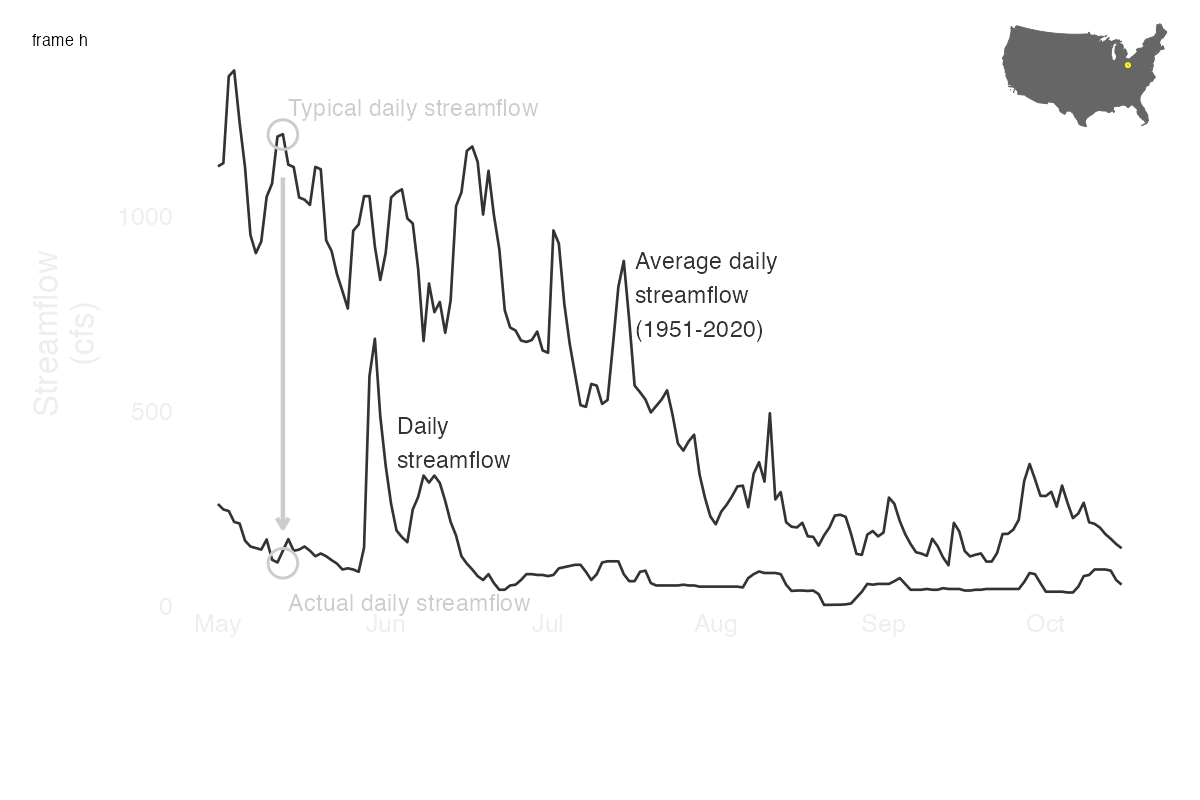 frame h
Typical daily streamflow
1000
Streamflow
(cfs)
Average daily
streamflow
(1951-2020)
500
Daily
streamflow
Actual daily streamflow
0
May
Jun
Jul
Aug
Sep
Oct